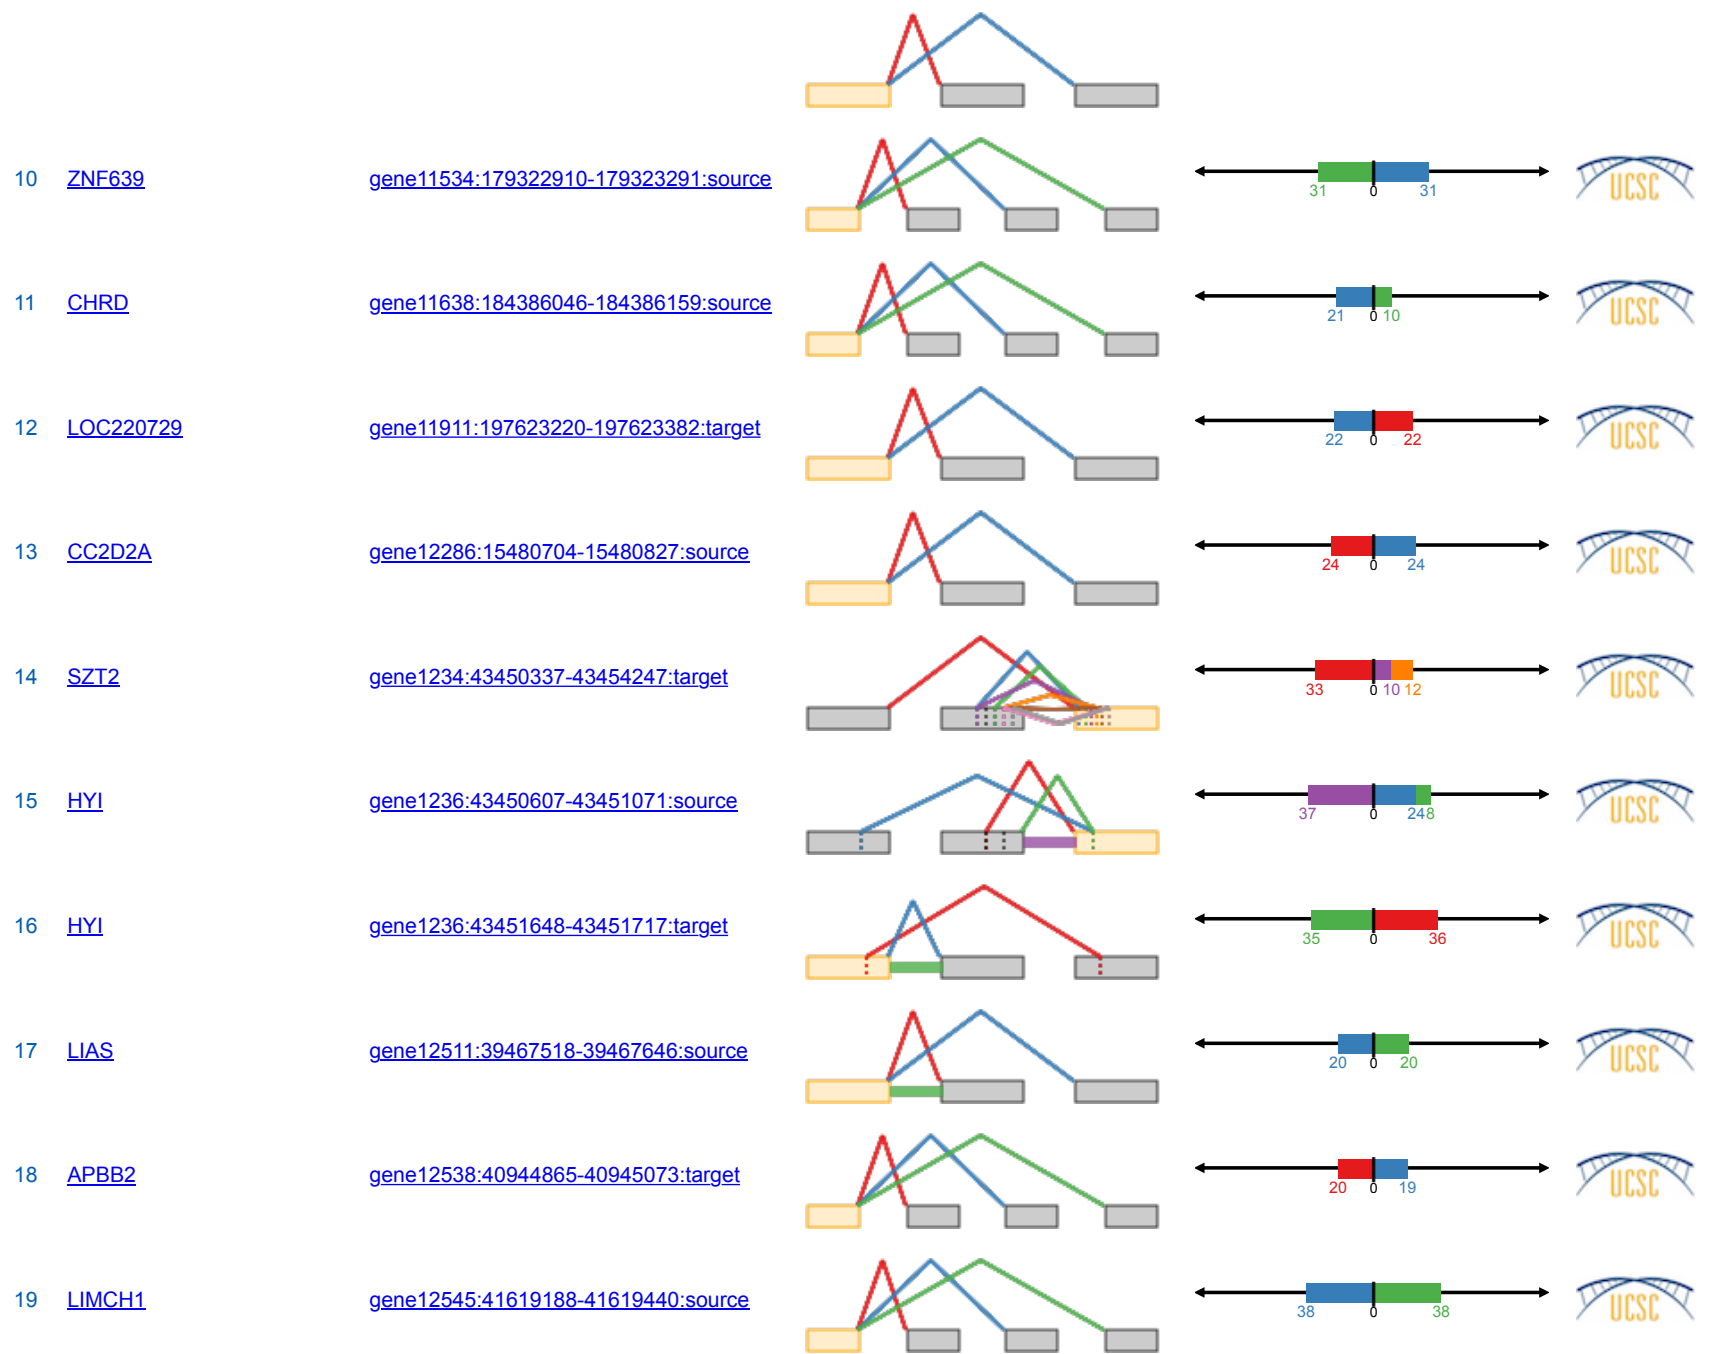 10 ZNF639 gene11534:179322910-179323291:source 31 0 31 UCSC
11 CHRD gene11638:184386046-184386159:source 21 0 10 UCSC
12 LOC220729 gene11911:197623220-197623382:target 22 0 22 UCSC
13 CC2D2A gene12286:15480704-15480827:source 24 0 24 UCSC
14 SZT2 gene1234:43450337-43454247:target 33 0 10 12 UCSC
15 HYI gene1236:43450607-43451071:source 37 0 24 8 UCSC
16 HYI gene1236:43451648-43451717:target 35 0 36 UCSC
17 LIAS gene12511:39467518-39467646:source 20 0 20 UCSC
18 APBB2 gene12538:40944865-40945073:target 20 0 19 UCSC
19 LIMCH1 gene12545:41619188-41619440:source 38 0 38 UCSC